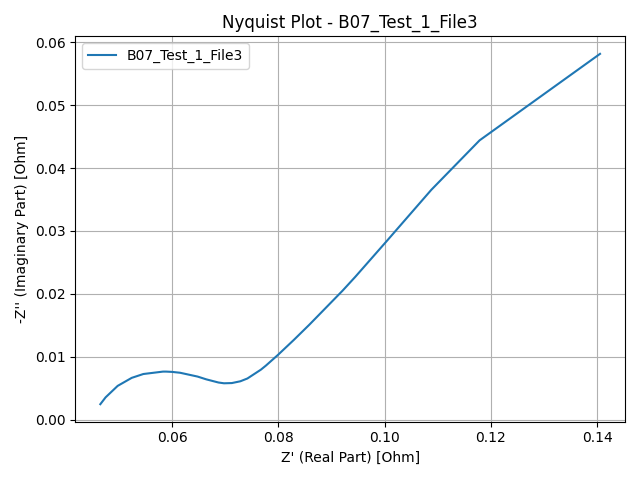 Nyquist Plot - B07_Test_1_File3
B07_Test_1_File3
-Z'' (Imaginary Part) [Ohm]
0.06
0.05
0.04
0.03
0.02
0.01
0.00
0.06 0.08 0.10 0.12 0.14
Z' (Real Part) [Ohm]